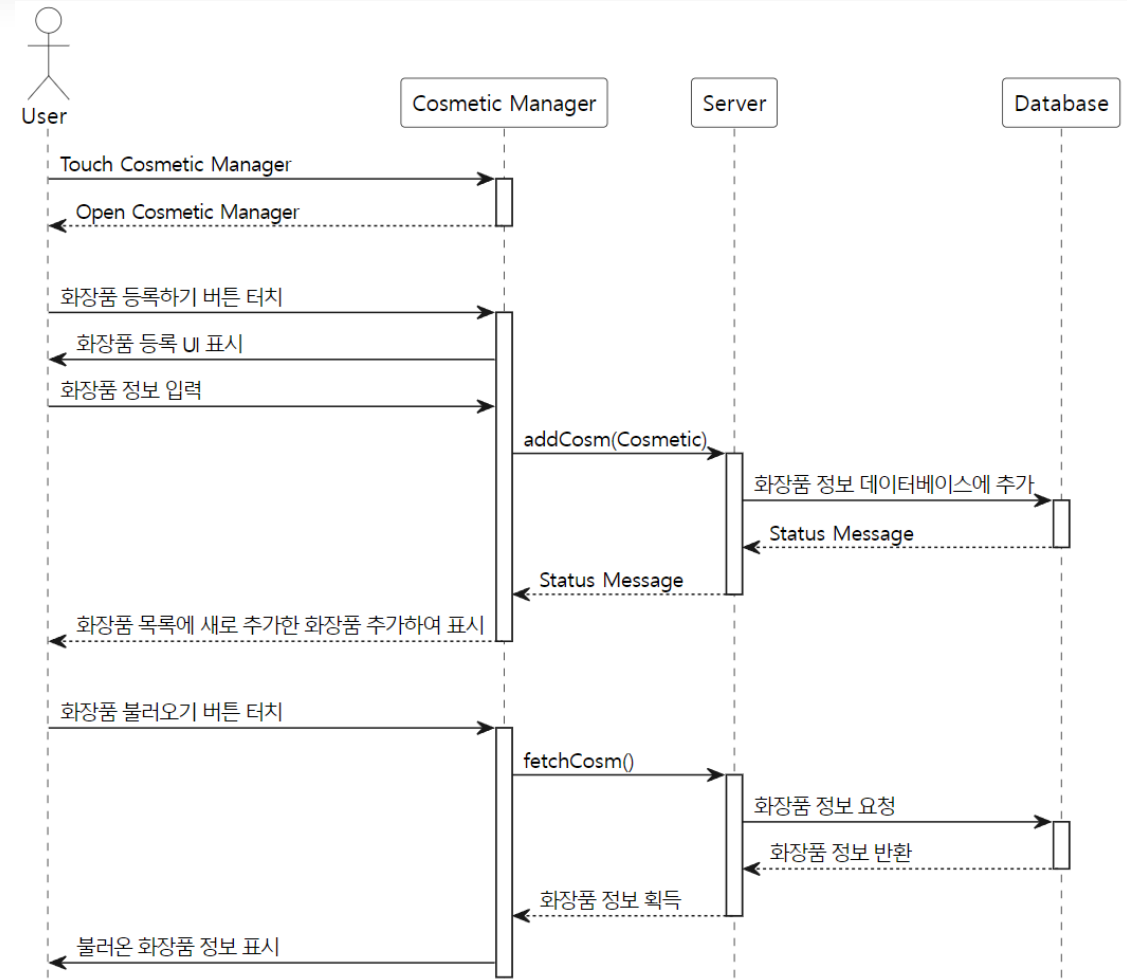 User
Cosmetic Manager
Server
Database
Touch Cosmetic Manager
Open Cosmetic Manager
화장품 등록하기 버튼 터치
화장품 등록 UI 표시
화장품 정보 입력
addCosm(Cosmetic)
화장품 정보 데이터베이스에 추가
Status Message
Status Message
화장품 목록에 새로 추가한 화장품 추가하여 표시
화장품 불러오기 버튼 터치
fetchCosm()
화장품 정보 요청
화장품 정보 반환
화장품 정보 획득
불러온 화장품 정보 표시